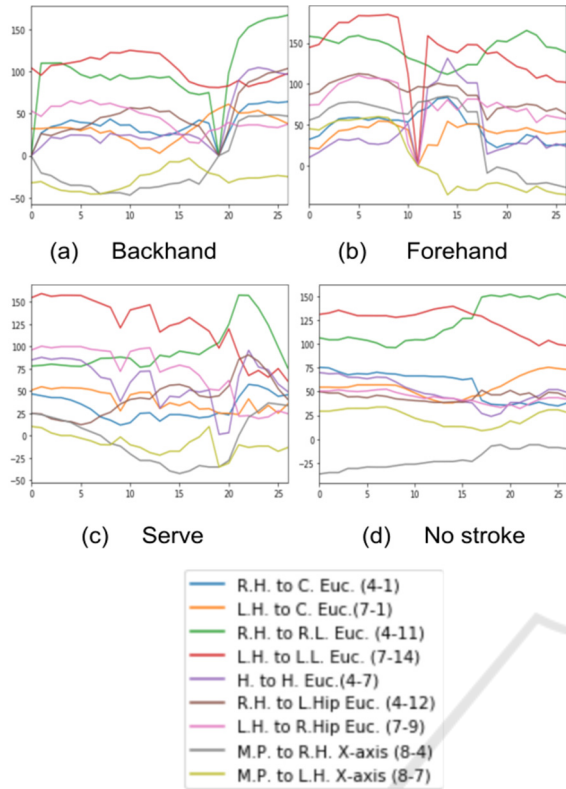 150
100
50
0
-50
0 5 10 15 20 25
150
100
50
0
0 5 10 15 20 25
(a) Backhand
(b) Forehand
150
125
100
75
50
25
0
-25
-50
0 5 10 15 20 25
150
125
100
75
50
25
0
-25
0 5 10 15 20 25
(c) Serve
(d) No stroke
R.H. to C. Euc. (4-1)
L.H. to C. Euc.(7-1)
R.H. to R.L. Euc. (4-11)
L.H. to L.L. Euc. (7-14)
H. to H. Euc.(4-7)
R.H. to L.Hip Euc. (4-12)
L.H. to R.Hip Euc. (7-9)
M.P. to R.H. X-axis (8-4)
M.P. to L.H. X-axis (8-7)